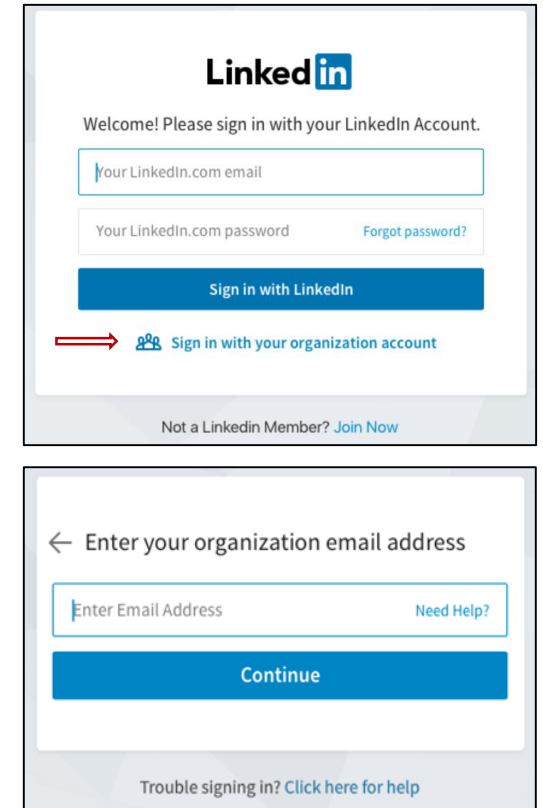 Linked in
Welcome! Please sign in with your LinkedIn Account.
Your LinkedIn.com email
Your LinkedIn.com password Forgot password?
Sign in with LinkedIn
Sign in with your organization account
Not a Linkedin Member? Join Now
Enter your organization email address
Enter Email Address Need Help?
Continue
Trouble signing in? Click here for help